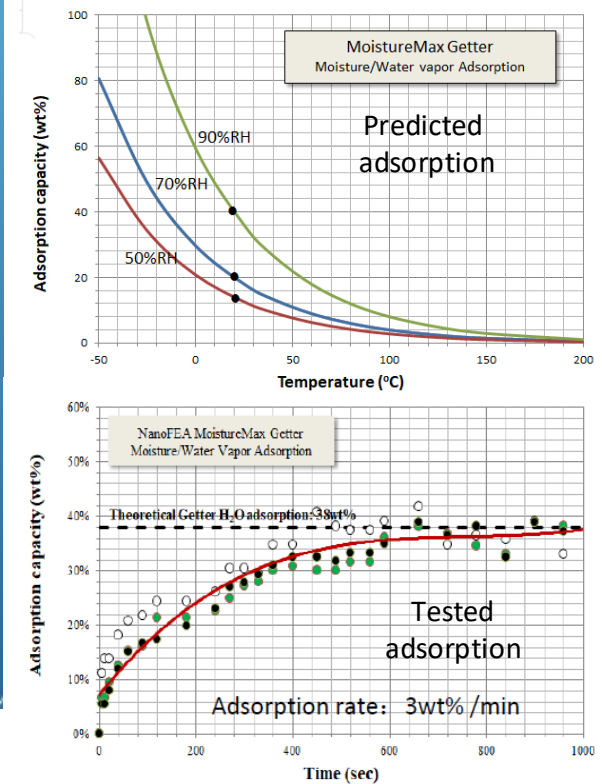 100
80
60
40
20
0
-50
0
50
100
150
200
Adsorption capacity (wt%)
Temperature (ºC)
MoistureMax Getter
Moisture/Water vapor Adsorption
Predicted
adsorption
90%RH
70%RH
50%RH
60%
50%
40%
30%
20%
10%
0%
0
200
400
600
800
1000
Adsorption capacity (wt%)
Time (sec)
NanoFEA MoistureMax Getter
Moisture/Water Vapor Adsorption
Theoretical Getter H₂O adsorption: 38wt%
Tested
adsorption
Adsorption rate：3wt% /min